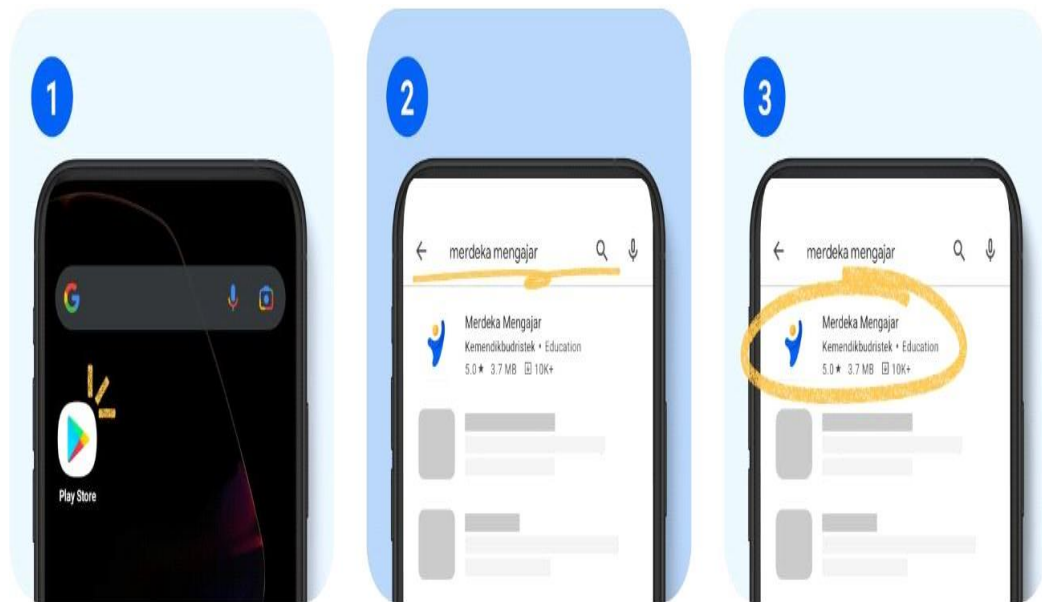 1
Play Store
2
merdeka mengajar
Merdeka Mengajar
Kemendikbudristek • Education
5.0★ 3.7 MB 10K+
3
merdeka mengajar
Merdeka Mengajar
Kemendikbudristek • Education
5.0★ 3.7 MB 10K+